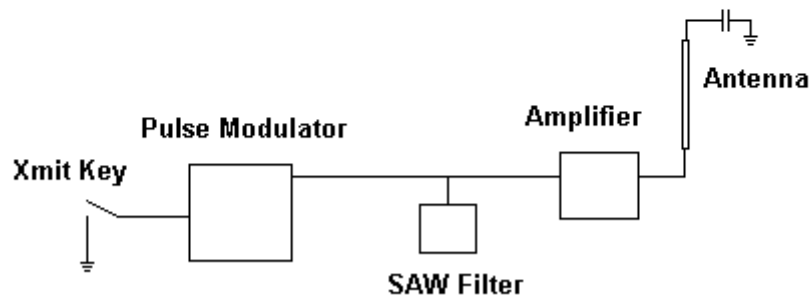 Antenna
Amplifier
Pulse Modulator
Xmit Key
SAW Filter